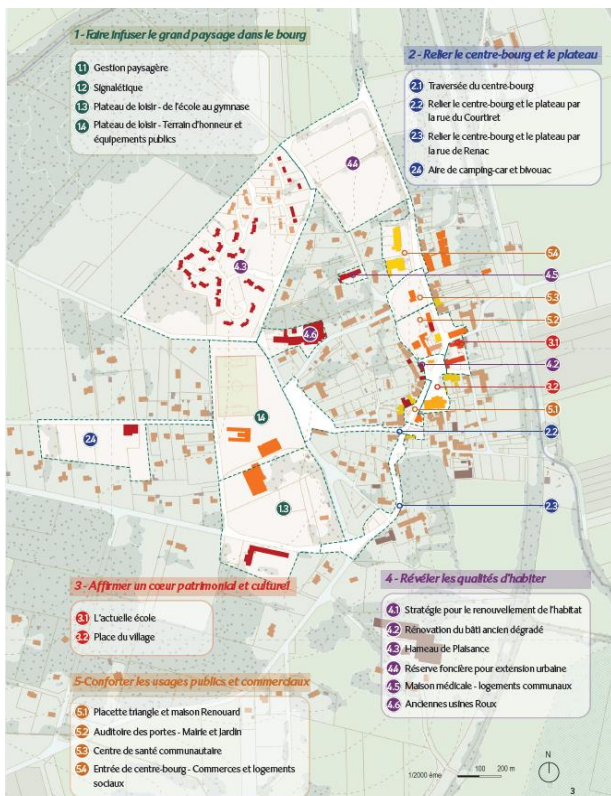 1 - Faire infuser le grand paysage dans le bourg
1.1 Gestion paysagère
1.2 Signalétique
1.3 Plateau de loisir - de l'école au gymnase
1.4 Plateau de loisir - Terrain d'honneur et
équipements publics
2 - Relier le centre-bourg et le plateau
2.1 Traversée du centre-bourg
2.2 Relier le centre-bourg et le plateau par
la rue du Courtiret
2.3 Relier le centre-bourg et le plateau par
la rue de Renac
2.4 Aire de camping-car et bivouac
4.4
4.3
5.4
4.5
5.3
4.6
5.2
3.1
4.2
3.2
1.4
5.1
2.4
2.2
1.3
2.3
3 - Affirmer un cœur patrimonial et culturel
3.1 L'actuelle école
3.2 Place du village
4 - Révéler les qualités d'habiter
4.1 Stratégie pour le renouvellement de l'habitat
4.2 Rénovation du bâti ancien dégradé
4.3 Hameau de Plaisance
4.4 Réserve foncière pour extension urbaine
4.5 Maison médicale - logements communaux
4.6 Anciennes usines Roux
5-Conforter les usages publics et commerciaux
5.1 Placette triangle et maison Renouard
5.2 Auditoire des portes - Mairie et Jardin
5.3 Centre de santé communautaire
5.4 Entrée de centre-bourg - Commerces et logements
sociaux
1/2000 ème 100 200 m
N
3